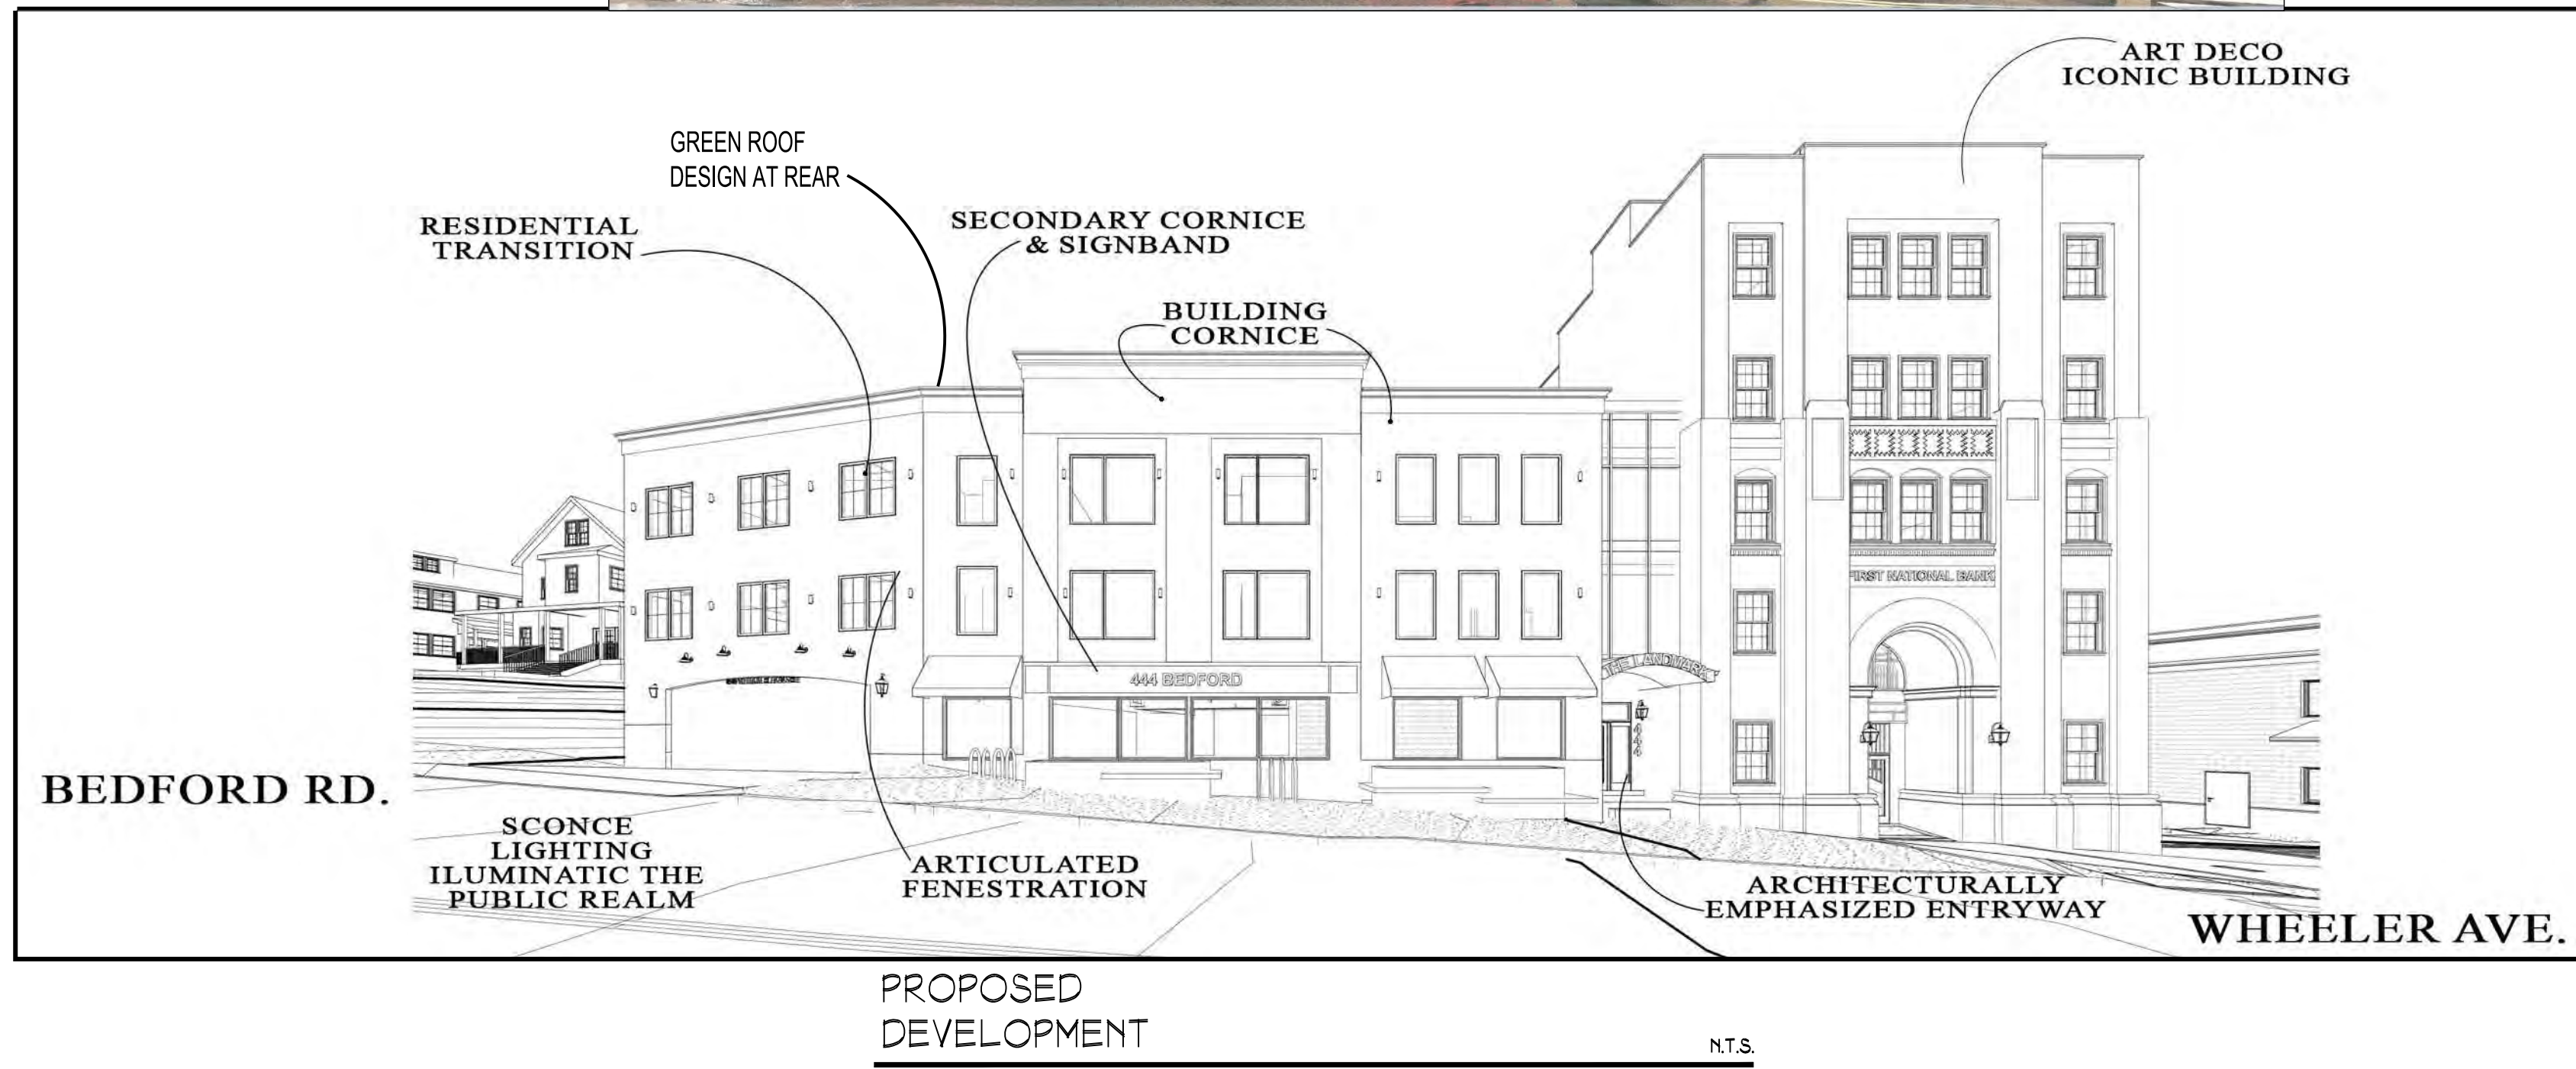 ART DECO
ICONIC BUILDING
GREEN ROOF
DESIGN AT REAR
RESIDENTIAL
TRANSITION
SECONDARY CORNICE
& SIGNBAND
BUILDING
CORNICE
FIRST NATIONAL BANK
THE LANDMARK
444 BEDFORD
444
BEDFORD RD.
SCONCE
LIGHTING
ILUMINATIC THE
PUBLIC REALM
ARTICULATED
FENESTRATION
ARCHITECTURALLY
EMPHASIZED ENTRYWAY
WHEELER AVE.
PROPOSED
DEVELOPMENT
N.T.S.